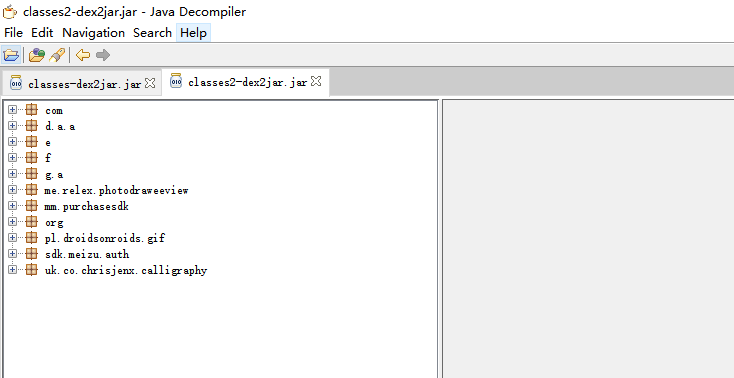 classes2-dex2jar.jar - Java Decompiler
File Edit Navigation Search Help
classes-dex2jar.jar classes2-dex2jar.jar
com
d.a.a
e
f
g.a
me.relex.photodraweeview
mm.purchasesdk
org
pl.droidsonroids.gif
sdk.meizu.auth
uk.co.chrisjenx.calligraphy